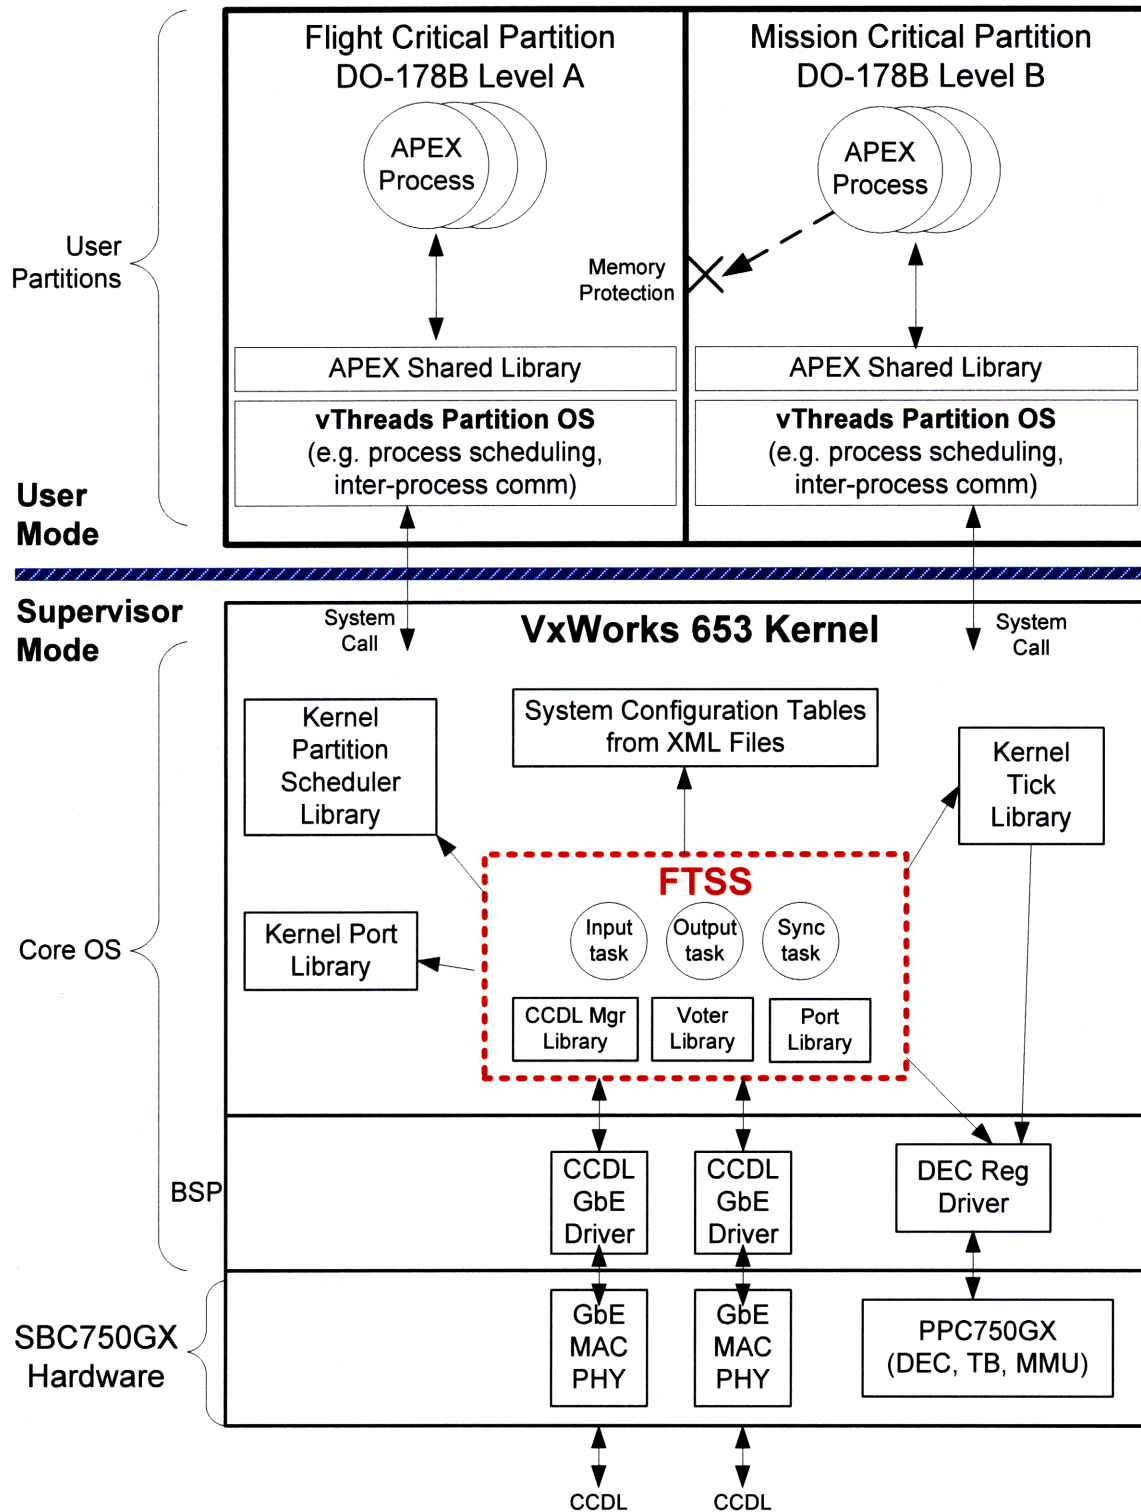 Flight Critical Partition
DO-178B Level A
Mission Critical Partition
DO-178B Level B
APEX
Process
APEX
Process
User
Partitions
Memory
Protection
APEX Shared Library
APEX Shared Library
vThreads Partition OS
(e.g. process scheduling,
inter-process comm)
vThreads Partition OS
(e.g. process scheduling,
inter-process comm)
User
Mode
Supervisor
Mode
System
Call
VxWorks 653 Kernel
System
Call
Kernel
Partition
Scheduler
Library
System Configuration Tables
from XML Files
Kernel
Tick
Library
FTSS
Input
task
Output
task
Sync
task
Kernel Port
Library
Core OS
CCDL Mgr
Library
Voter
Library
Port
Library
BSP
CCDL
GbE
Driver
CCDL
GbE
Driver
DEC Reg
Driver
SBC750GX
Hardware
GbE
MAC
PHY
GbE
MAC
PHY
PPC750GX
(DEC, TB, MMU)
CCDL
CCDL